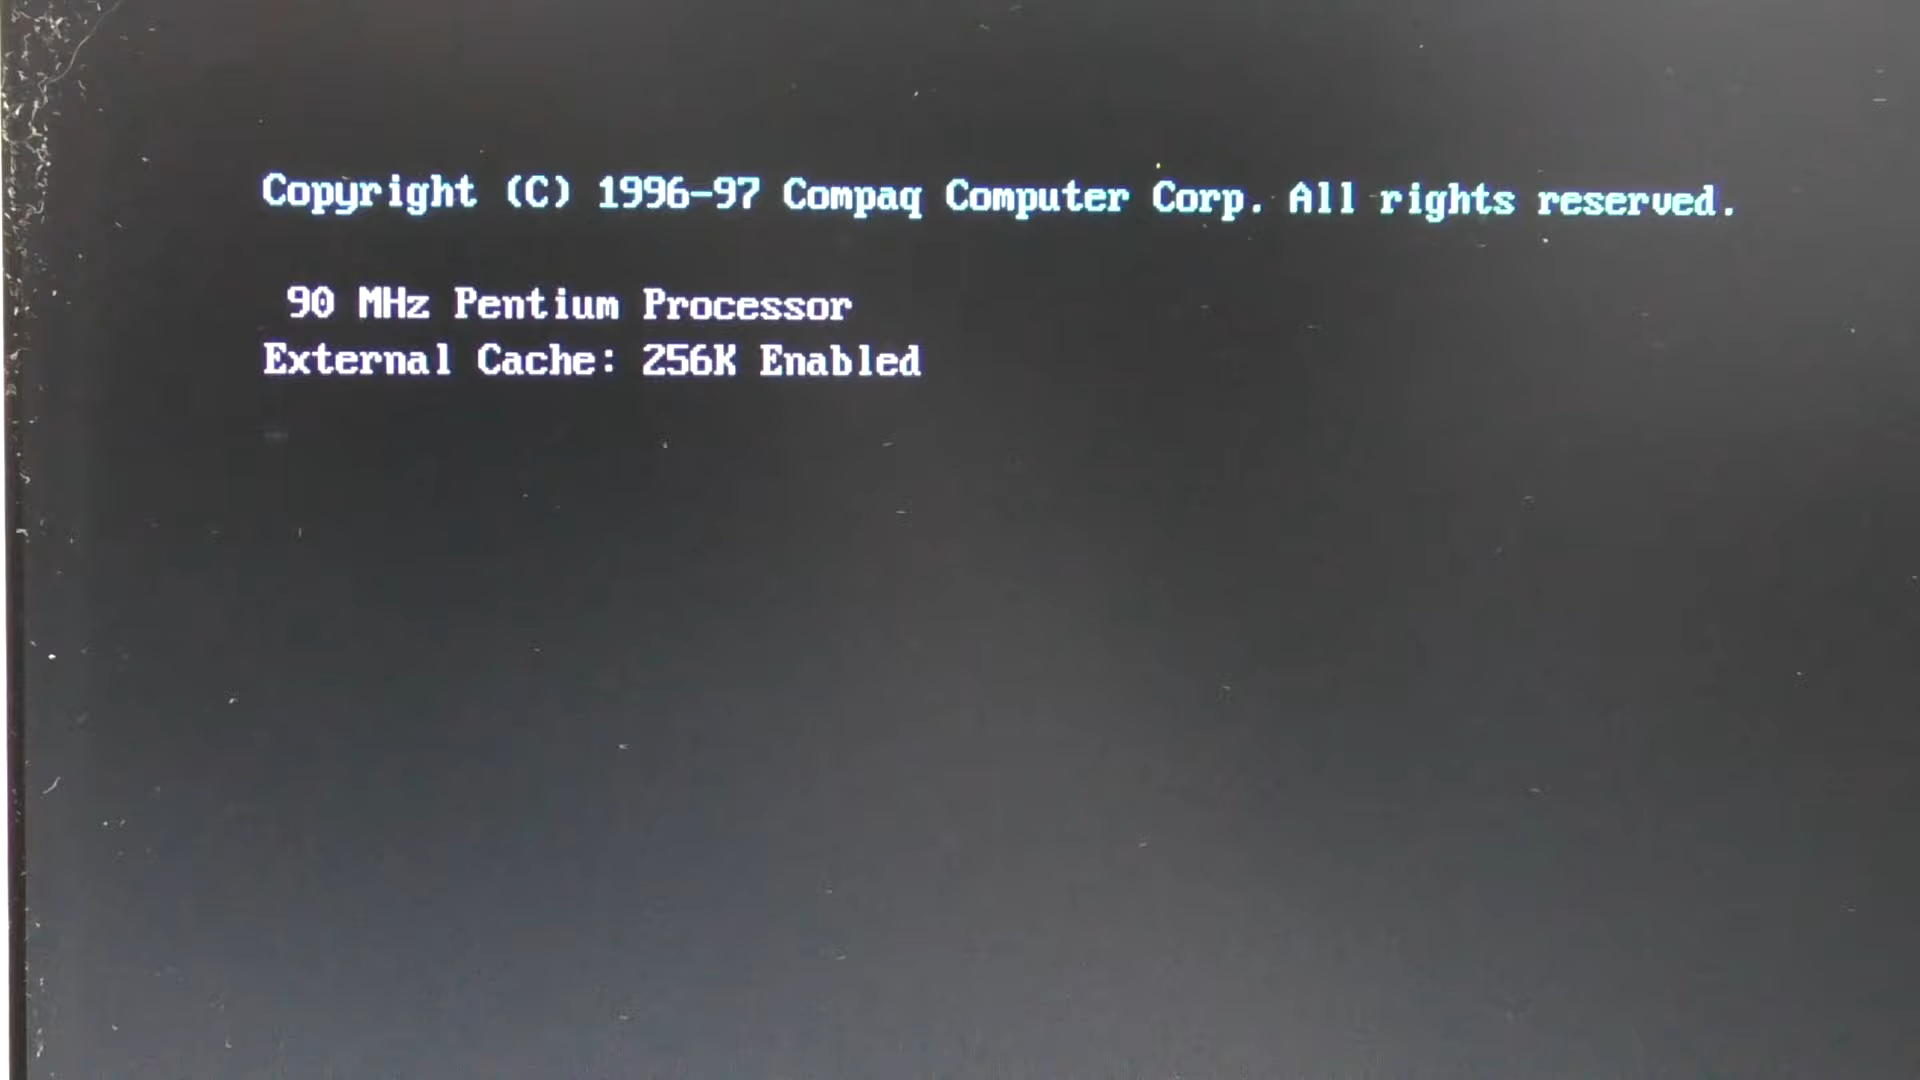 Copyright (C) 1996-97 Compaq Computer Corp. All rights reserved.
90 MHz Pentium Processor
External Cache: 256K Enabled